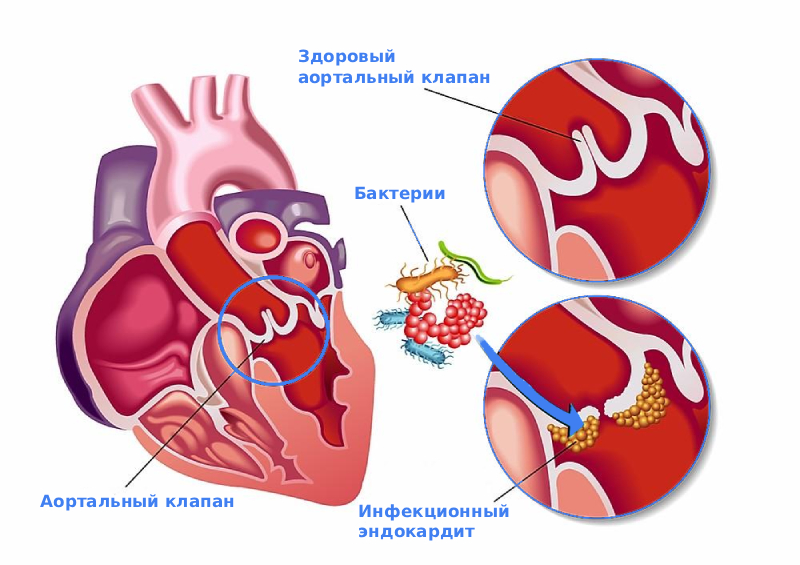 Здоровый
аортальный клапан
Бактерии
Аортальный клапан
Инфекционный
эндокардит